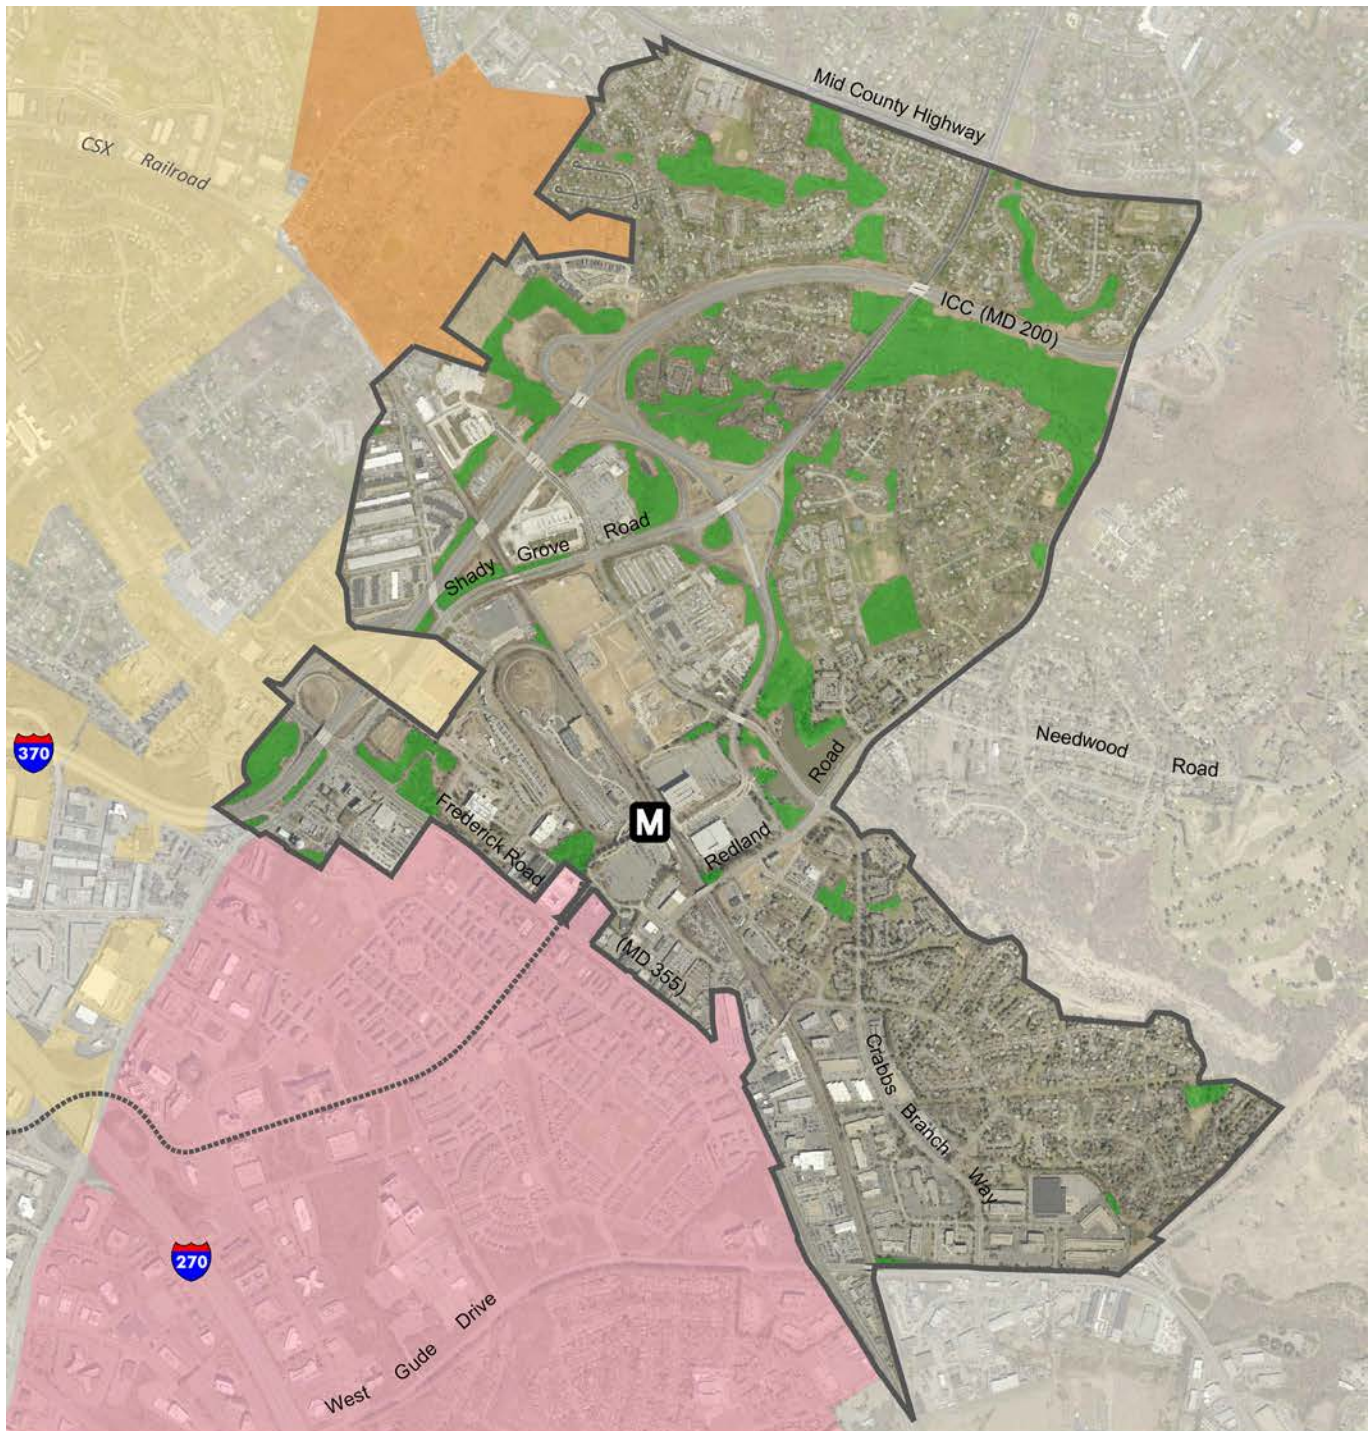 Mid County Highway
CSX Railroad
ICC (MD 200)
Shady Grove Road
Needwood Road
370
Road
M
Frederick Road
Redland
(MD 355)
Crabbs Branch Way
270
West Gude Drive